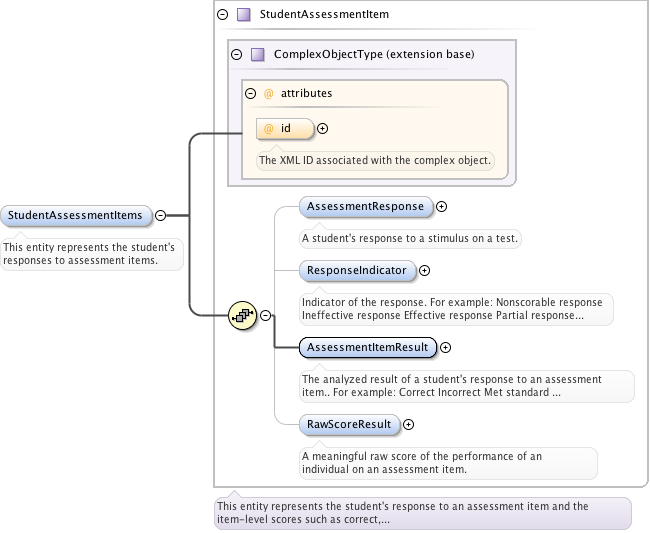 StudentAssessmentItem
ComplexObjectType (extension base)
@ attributes
@ id
The XML ID associated with the complex object.
StudentAssessmentItems
This entity represents the student's
responses to assessment items.
AssessmentResponse
A student's response to a stimulus on a test.
ResponseIndicator
Indicator of the response. For example: Nonscorable response
Ineffective response Effective response Partial response...
AssessmentItemResult
The analyzed result of a student's response to an assessment
item.. For example: Correct Incorrect Met standard ...
RawScoreResult
A meaningful raw score of the performance of an
individual on an assessment item.
This entity represents the student's response to an assessment item and the
item-level scores such as correct,...